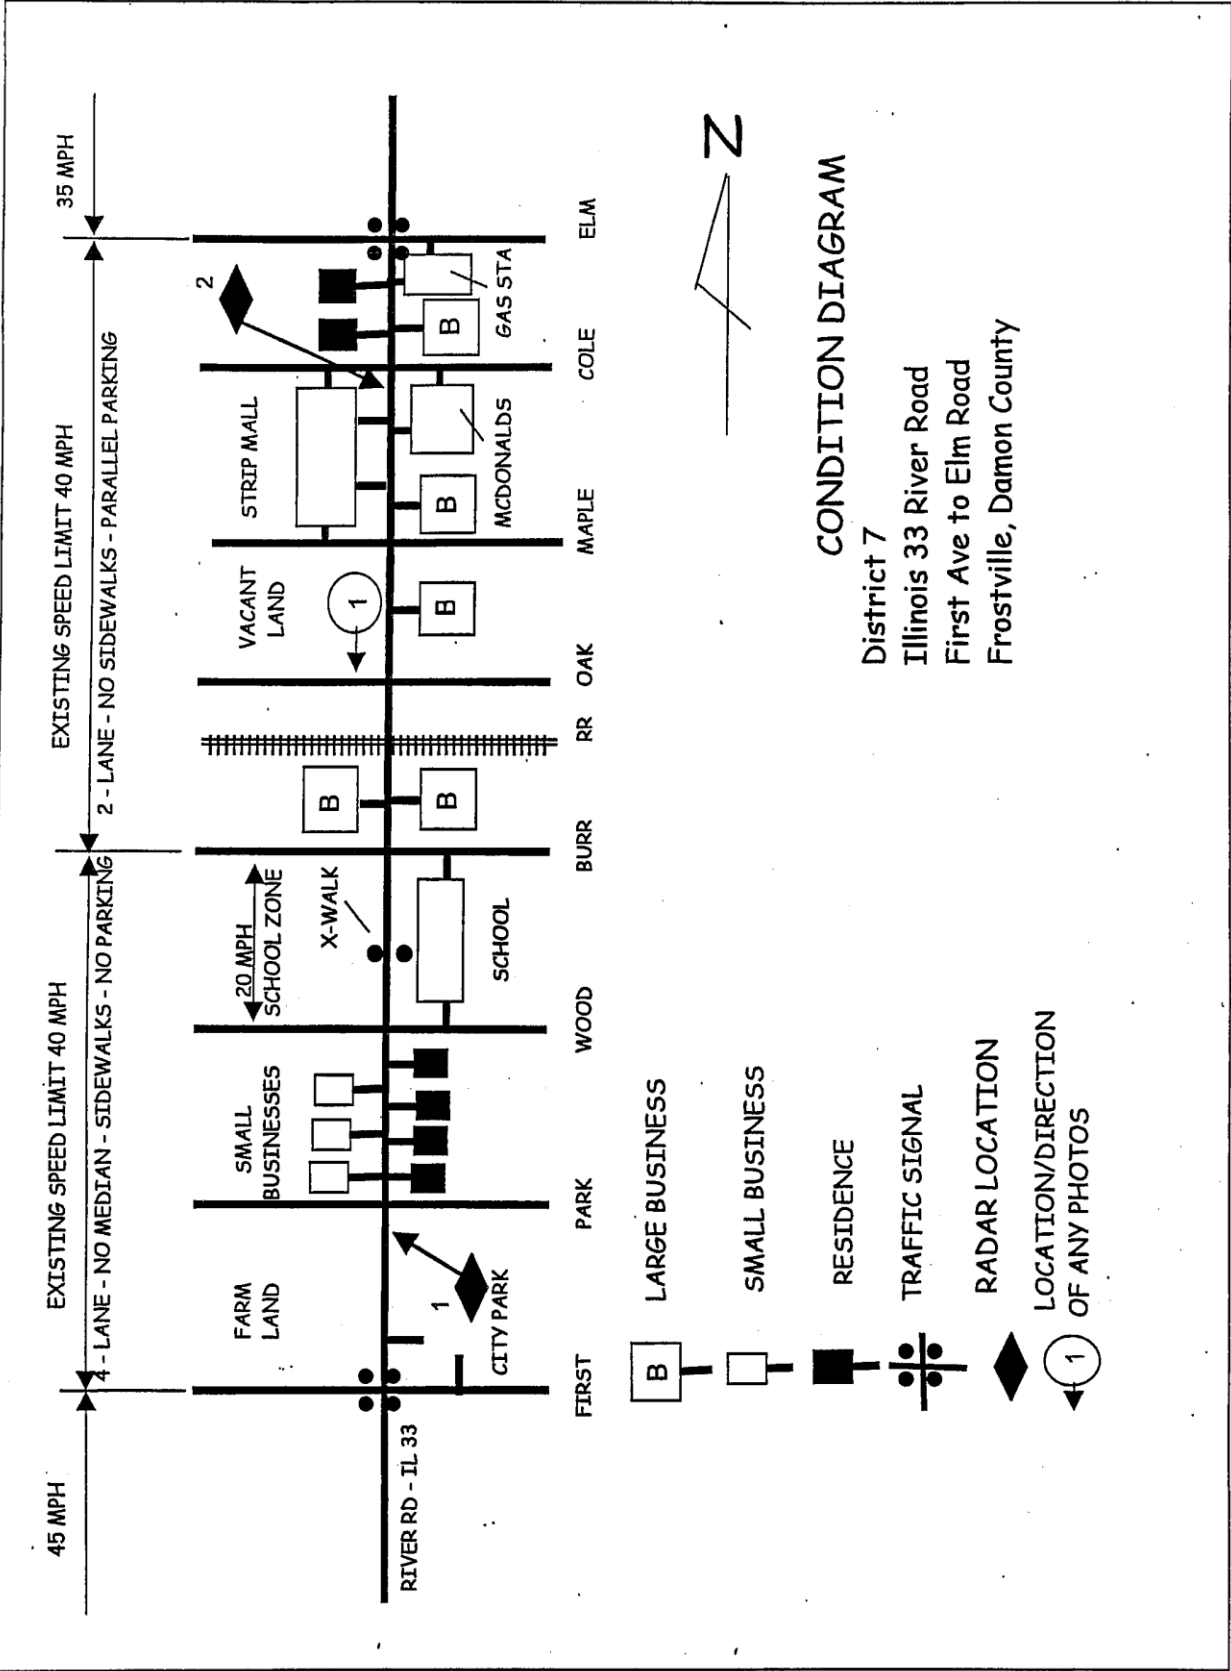 45 MPH
EXISTING SPEED LIMIT 40 MPH
EXISTING SPEED LIMIT 40 MPH
35 MPH
4 - LANE - NO MEDIAN - SIDEWALKS - NO PARKING
2 - LANE - NO SIDEWALKS - PARALLEL PARKING
FARM
LAND
SMALL
BUSINESSES
20 MPH
SCHOOL ZONE
X-WALK
B
VACANT
LAND
1
STRIP MALL
2
RIVER RD - IL 33
1
CITY PARK
SCHOOL
B
B
B
MCDONALDS
B
GAS STA
FIRST
PARK
WOOD
BURR
RR
OAK
MAPLE
COLE
ELM
B
LARGE BUSINESS
SMALL BUSINESS
RESIDENCE
TRAFFIC SIGNAL
RADAR LOCATION
1
LOCATION/DIRECTION
OF ANY PHOTOS
N
CONDITION DIAGRAM
District 7
Illinois 33 River Road
First Ave to Elm Road
Frostville, Damon County